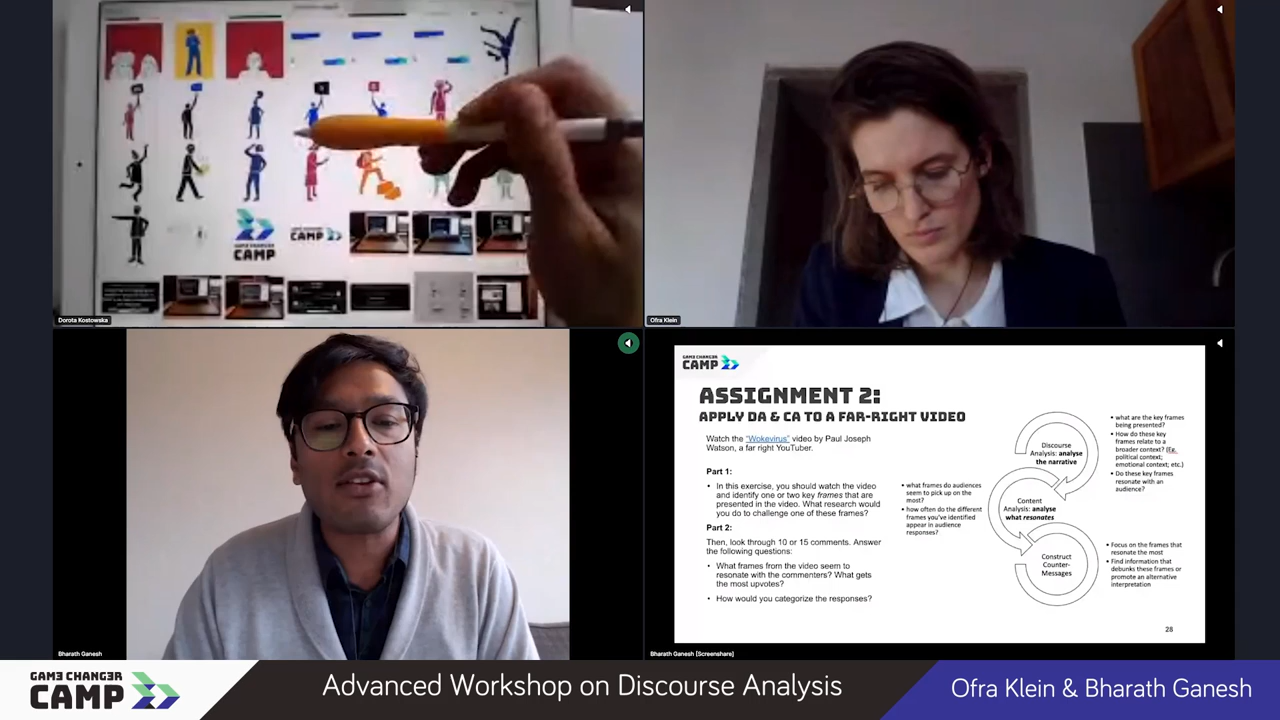 GAME CHANGER
CAMP
CAMP
Dorota Kostowska
Ofra Klein
Bharath Ganesh
GAME CHANGER
CAMP
ASSIGNMENT 2:
APPLY DA & CA TO A FAR-RIGHT VIDEO
Watch the "Wokevirus" video by Paul Joseph
Watson, a far right YouTuber.
Part 1:
• In this exercise, you should watch the video
and identify one or two key frames that are
presented in the video. What research would
you do to challenge one of these frames?
Part 2:
Then, look through 10 or 15 comments. Answer
the following questions:
• What frames from the video seem to
resonate with the commenters? What gets
the most upvotes?
• How would you categorize the responses?
Discourse
Analysis: analyse
the narrative
• what are the key frames
being presented?
• How do these key
frames relate to a
broader context? (Eg.
political context;
emotional context; etc.)
• Do these key frames
resonate with an
audience?
• what frames do audiences
seem to pick up on the
most?
• how often do the different
frames you've identified
appear in audience
responses?
Content
Analysis: analyse
what resonates
Construct
Counter-
Messages
• Focus on the frames that
resonate the most
• Find information that
debunks these frames or
promote an alternative
interpretation
28
Bharath Ganesh [Screenshare]
GAME CHANGER
CAMP
Advanced Workshop on Discourse Analysis
Ofra Klein & Bharath Ganesh